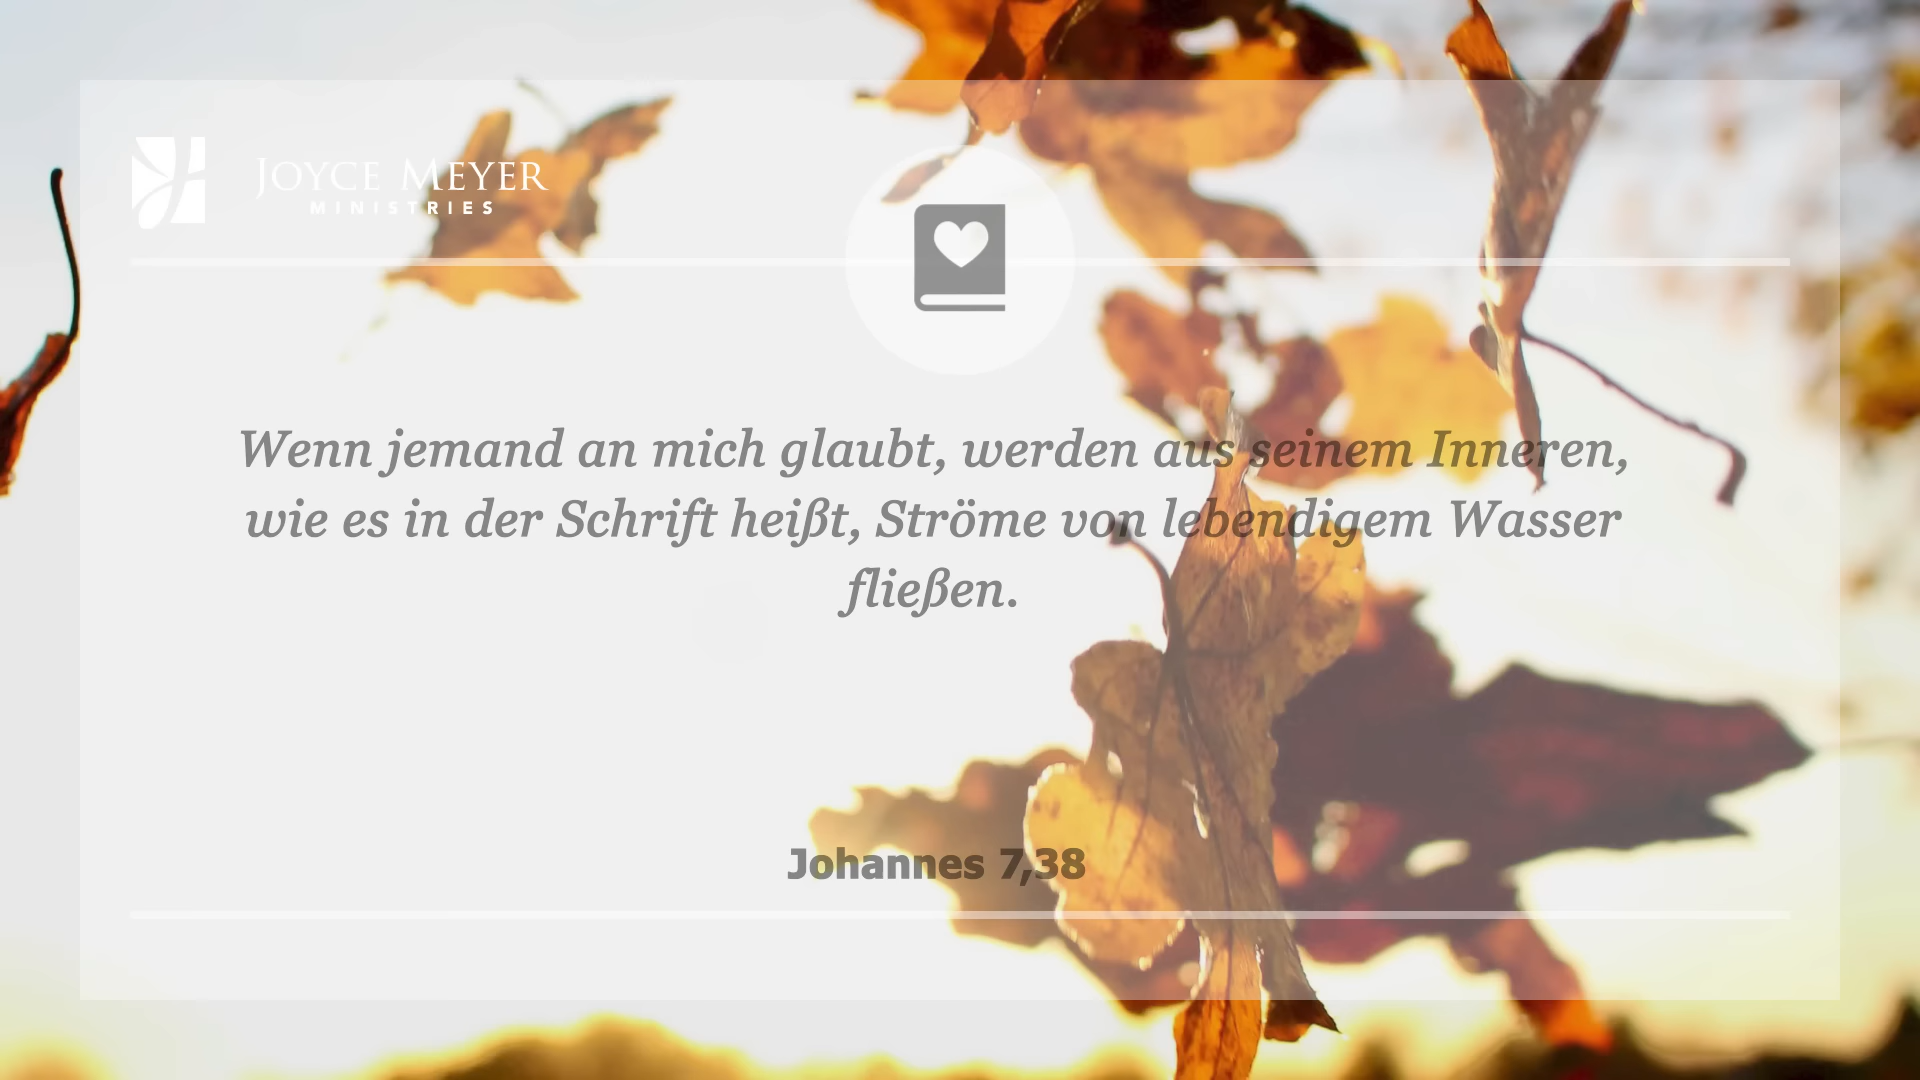 JOYCE MEYER
MINISTRIES
Wenn jemand an mich glaubt, werden aus seinem Inneren,
wie es in der Schrift heißt, Ströme von lebendigem Wasser
fließen.
Johannes 7,38